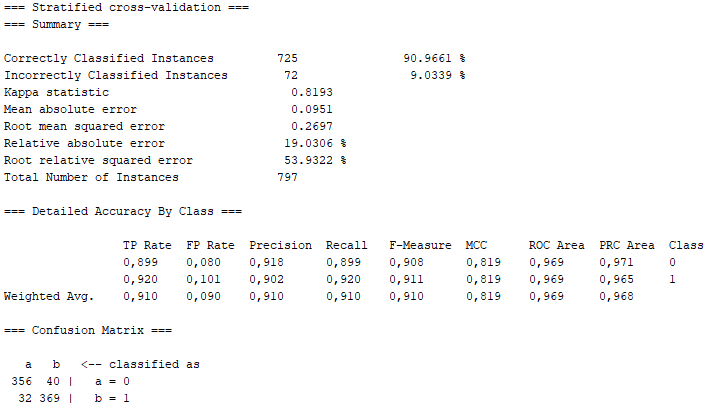 === Stratified cross-validation ===
=== Summary ===
Correctly Classified Instances 725 90.9661 %
Incorrectly Classified Instances 72 9.0339 %
Kappa statistic 0.8193
Mean absolute error 0.0951
Root mean squared error 0.2697
Relative absolute error 19.0306 %
Root relative squared error 53.9322 %
Total Number of Instances 797
=== Detailed Accuracy By Class ===
TP Rate FP Rate Precision Recall F-Measure MCC ROC Area PRC Area Class
0,899 0,080 0,918 0,899 0,908 0,819 0,969 0,971 0
0,920 0,101 0,902 0,920 0,911 0,819 0,969 0,965 1
Weighted Avg. 0,910 0,090 0,910 0,910 0,910 0,819 0,969 0,968
=== Confusion Matrix ===
a b <-- classified as
356 40 | a = 0
32 369 | b = 1